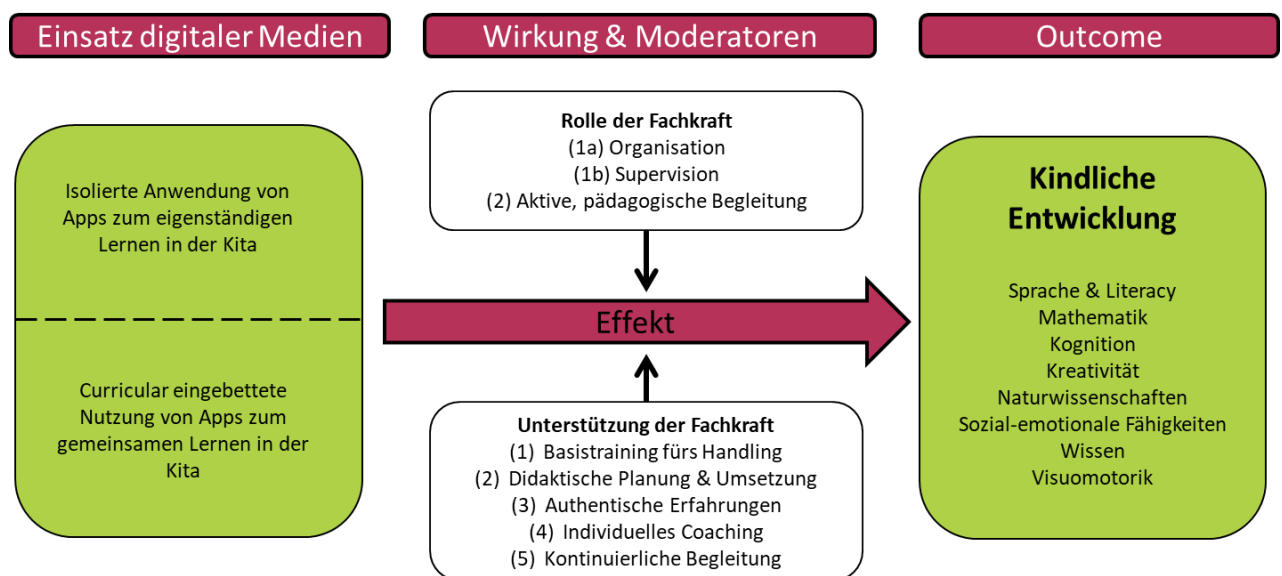 Einsatz digitaler Medien
Wirkung & Moderatoren
Outcome
Isolierte Anwendung von
Apps zum eigenständigen
Lernen in der Kita
Curricular eingebettete
Nutzung von Apps zum
gemeinsamen Lernen in der
Kita
Rolle der Fachkraft
(1a) Organisation
(1b) Supervision
(2) Aktive, pädagogische Begleitung
Effekt
Unterstützung der Fachkraft
(1) Basistraining fürs Handling
(2) Didaktische Planung & Umsetzung
(3) Authentische Erfahrungen
(4) Individuelles Coaching
(5) Kontinuierliche Begleitung
Kindliche
Entwicklung
Sprache & Literacy
Mathematik
Kognition
Kreativität
Naturwissenschaften
Sozial-emotionale Fähigkeiten
Wissen
Visuomotorik